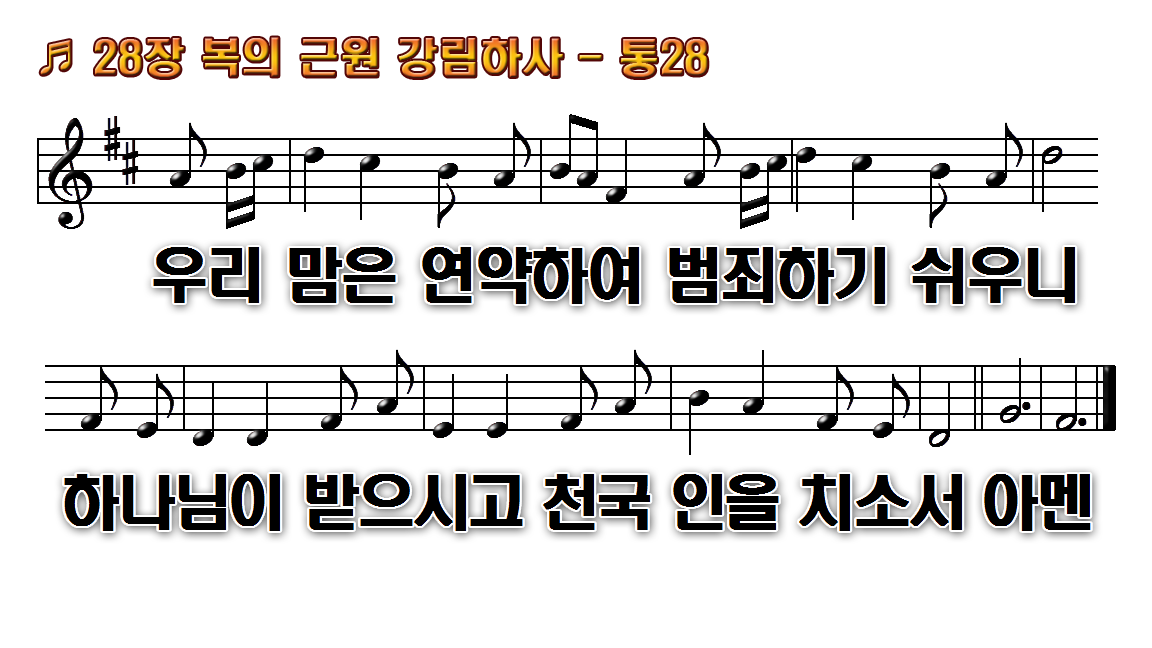 ♬ 28장 복의 근원 강림하사 - 통28
우리 맘은 연약하여 범죄하기 쉬우니
하나님이 받으시고 천국 인을 치소서 아멘